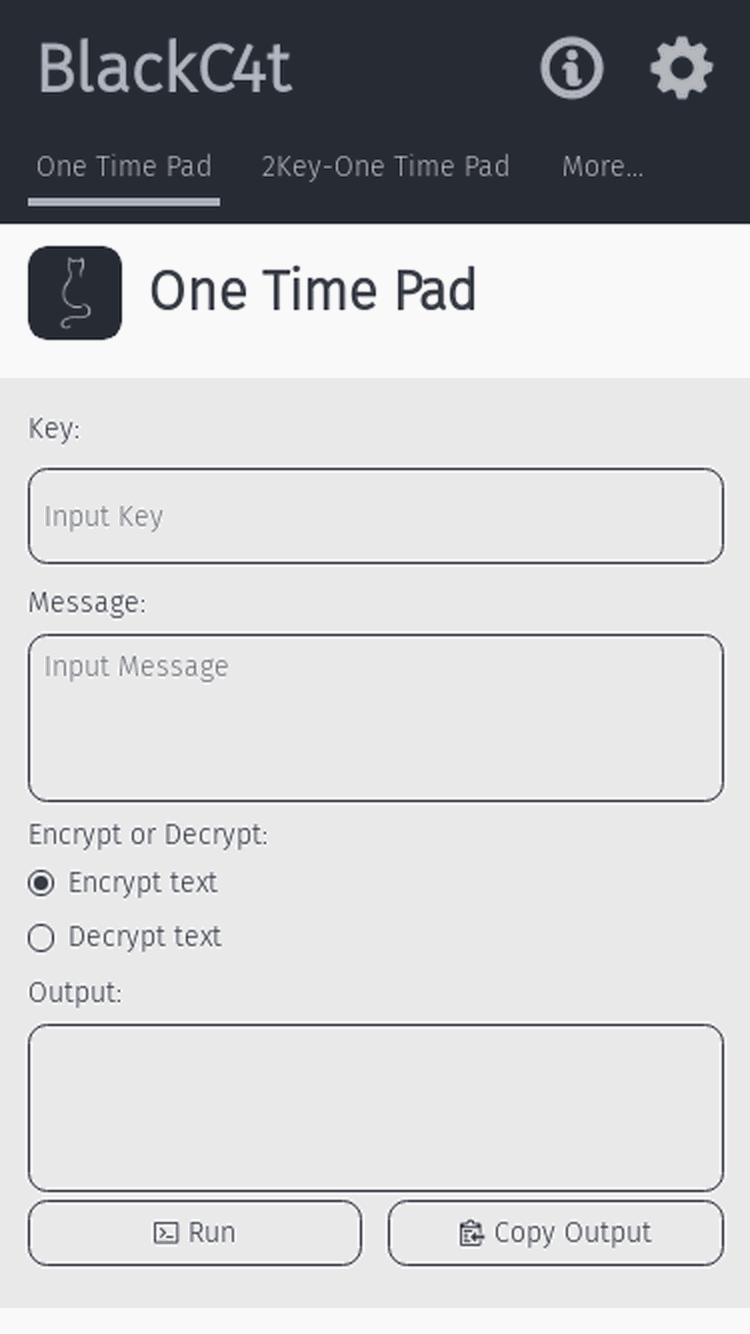 BlackC4t
One Time Pad 2Key-One Time Pad More...
One Time Pad
Key:
Input Key
Message:
Input Message
Encrypt or Decrypt:
Encrypt text
Decrypt text
Output:
Run Copy Output